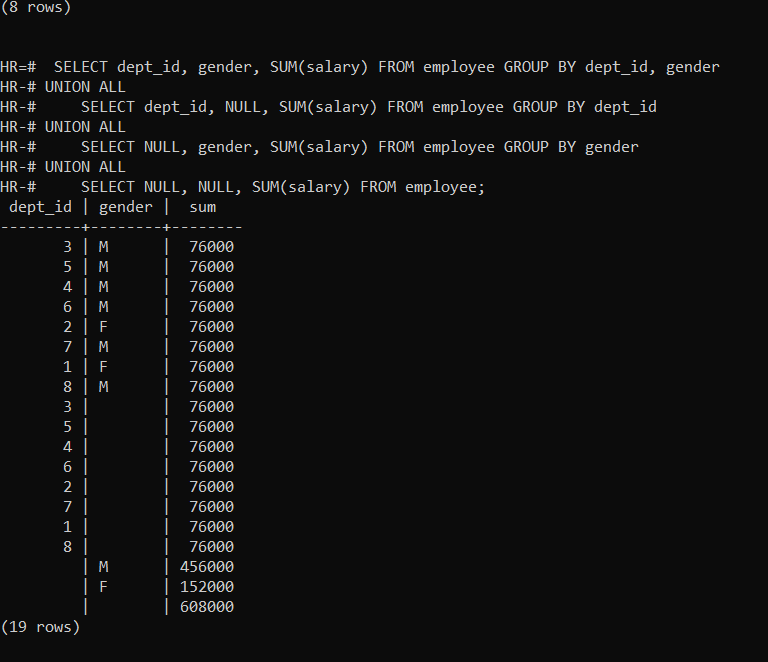 (8 rows)
HR=#  SELECT dept_id, gender, SUM(salary) FROM employee GROUP BY dept_id, gender
HR-# UNION ALL
HR-#     SELECT dept_id, NULL, SUM(salary) FROM employee GROUP BY dept_id
HR-# UNION ALL
HR-#     SELECT NULL, gender, SUM(salary) FROM employee GROUP BY gender
HR-# UNION ALL
HR-#     SELECT NULL, NULL, SUM(salary) FROM employee;
 dept_id | gender |  sum
---------+--------+--------
       3 | M      |  76000
       5 | M      |  76000
       4 | M      |  76000
       6 | M      |  76000
       2 | F      |  76000
       7 | M      |  76000
       1 | F      |  76000
       8 | M      |  76000
       3 |        |  76000
       5 |        |  76000
       4 |        |  76000
       6 |        |  76000
       2 |        |  76000
       7 |        |  76000
       1 |        |  76000
       8 |        |  76000
         | M      | 456000
         | F      | 152000
         |        | 608000
(19 rows)